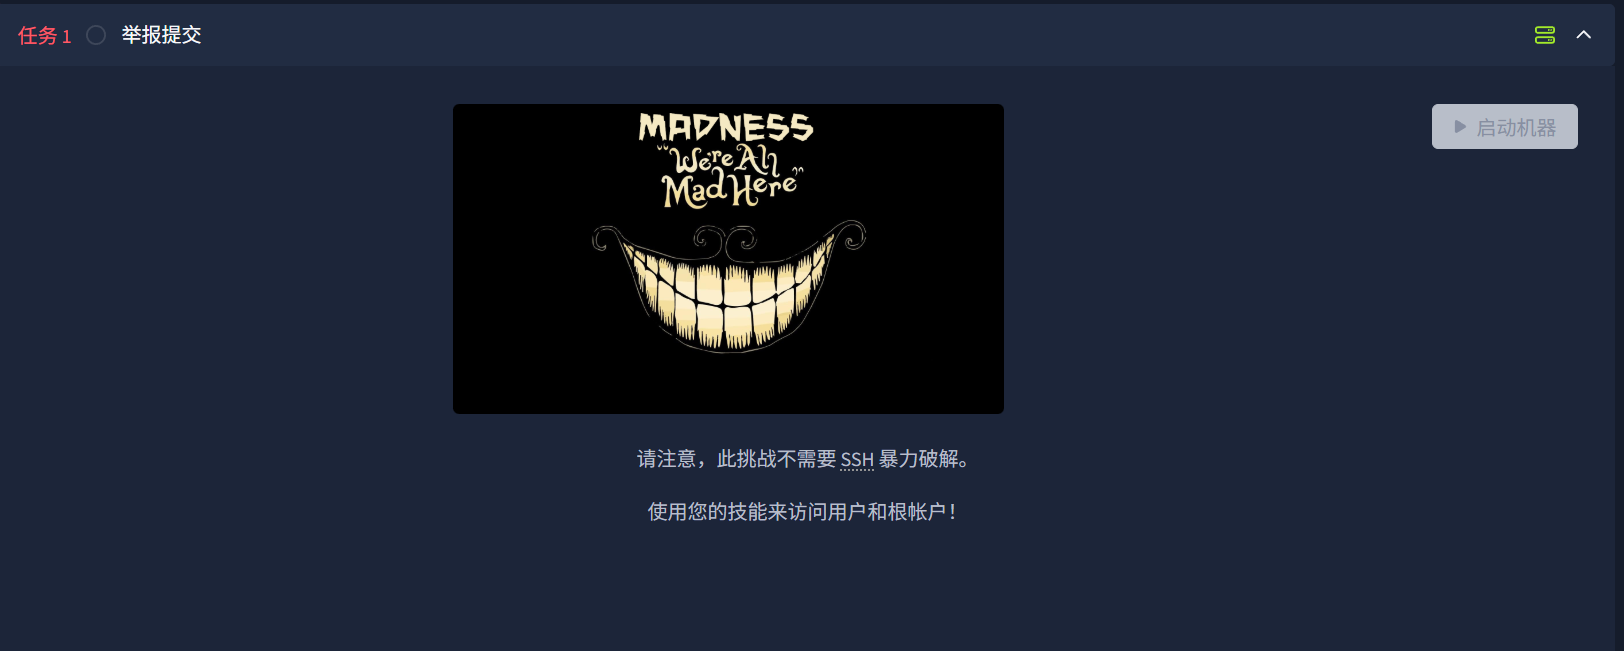 任务 1 举报提交
启动机器
MADNESS
"We're All
Mad Here"
请注意，此挑战不需要 SSH 暴力破解。
使用您的技能来访问用户和根帐户！